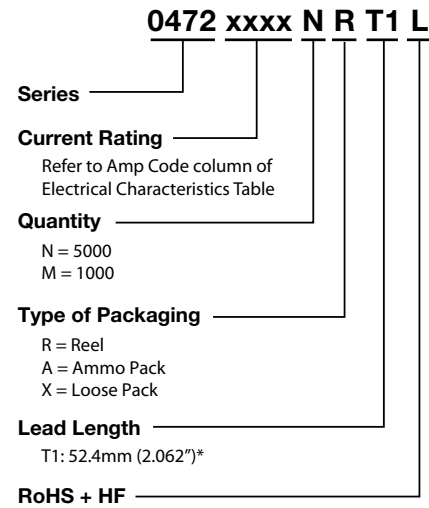 0472 xxxx N R T1 L
Series
Current Rating
Refer to Amp Code column of
Electrical Characteristics Table
Quantity
N = 5000
M = 1000
Type of Packaging
R = Reel
A = Ammo Pack
X = Loose Pack
Lead Length
T1: 52.4mm (2.062”)*
RoHS + HF